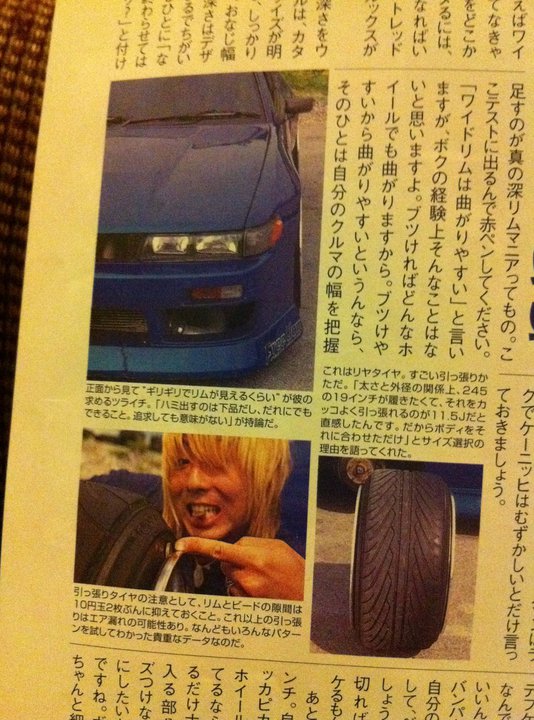 えばワイ
てなきゃ
をどこか
るには、
なければい
トレッド
ックスが
深さをウ
ルは、カタ
イズが明
、しっかり
おなじ幅
深さはデザ
るでちがい
ひとに「な
わらせては
」と付け
足すのが真の深リムマニアってもの。こ
こテストに出るんで赤ペンしてください。
「ワイドリムは曲がりやすい」と言い
ますが、ボクの経験上そんなことはな
いと思いますよ。ブツければどんなホ
イールでも曲がりますから。ブツけや
すいから曲がりやすいというんなら、
そのひとは自分のクルマの幅を把握
正面から見て“ギリギリでリムが見えるくらい”が彼の
求めるツライチ。「ハミ出すのは下品だし、だれにでも
できること。追求しても意味がない」が持論だ。
これはリヤタイヤ。すごい引っ張りか
ただ。「太さと外径の関係上、245
の19インチが履きたくて、それをカ
ッコよく引っ張れるのが11.5Jだと
直感したんです。だからボディをそ
れに合わせただけ」とサイズ選択の
理由を語ってくれた。
引っ張りタイヤの注意として、リムとビードの隙間は
10円玉2枚ぶんに抑えておくこと。これ以上の引っ張
りはエア漏れの可能性あり。なんどもいろんなパター
ンを試してわかった貴重なデータなのだ。
グでケーニッヒはむずかしいとだけ言っ
ておきましょう。
なんて
いいん
バンパ
自分の
して、
しょう
切れば
ケるもん
あと
ンチ。自
ッカピカ
ホイール
てるなら
るだけオ
入る部
ズつけな
にしたい
ですね。
ちゃんと